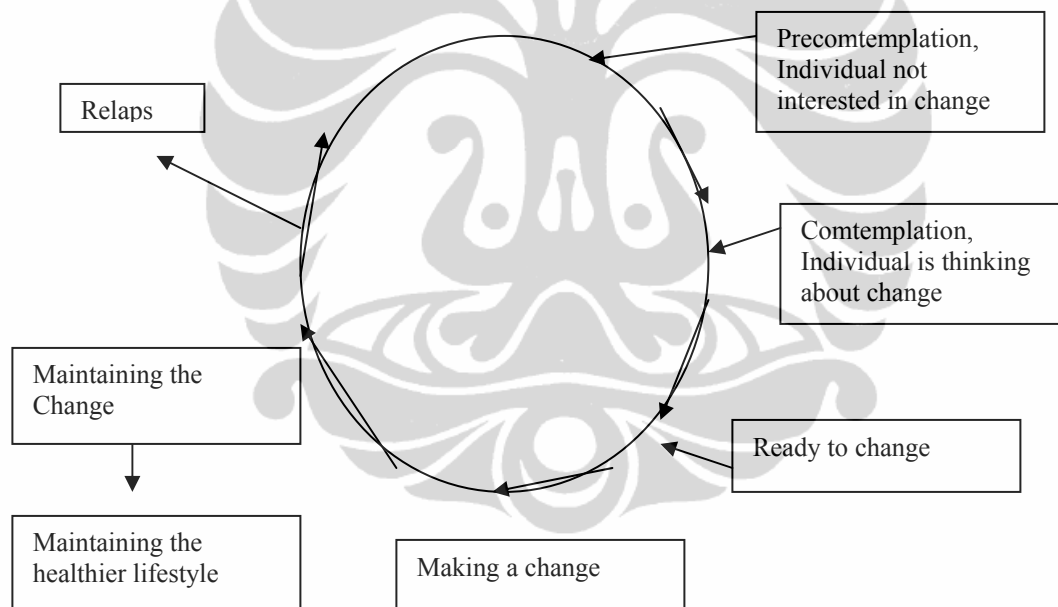 Precomtemplation,
Individual not
interested in change
Relaps
Comtemplation,
Individual is thinking
about change
Maintaining the
Change
Ready to change
Maintaining the
healthier lifestyle
Making a change